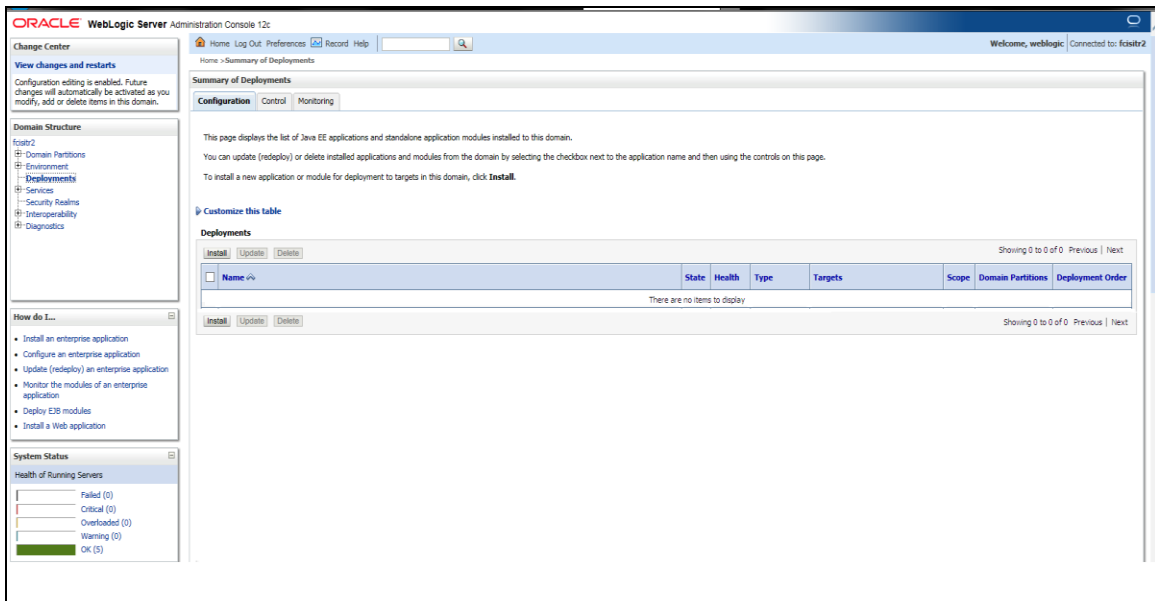 ORACLE WebLogic Server Administration Console 12c
Change Center
View changes and restarts
Configuration editing is enabled. Future
changes will automatically be activated as you
modify, add or delete items in this domain.
Domain Structure
fcisitr2
Domain Partitions
Environment
Deployments
Services
Security Realms
Interoperability
Diagnostics
How do I...
Install an enterprise application
Configure an enterprise application
Update (redeploy) an enterprise application
Monitor the modules of an enterprise
application
Deploy EJB modules
Install a Web application
System Status
Health of Running Servers
Failed (0)
Critical (0)
Overloaded (0)
Warning (0)
OK (5)
Home Log Out Preferences Record Help
Welcome, weblogic Connected to: fcisitr2
Home >Summary of Deployments
Summary of Deployments
Configuration Control Monitoring
This page displays the list of Java EE applications and standalone application modules installed to this domain.
You can update (redeploy) or delete installed applications and modules from the domain by selecting the checkbox next to the application name and then using the controls on this page.
To install a new application or module for deployment to targets in this domain, click Install.
Customize this table
Deployments
Install Update Delete Showing 0 to 0 of 0 Previous | Next
Name State Health Type Targets Scope Domain Partitions Deployment Order
There are no items to display
Install Update Delete Showing 0 to 0 of 0 Previous | Next